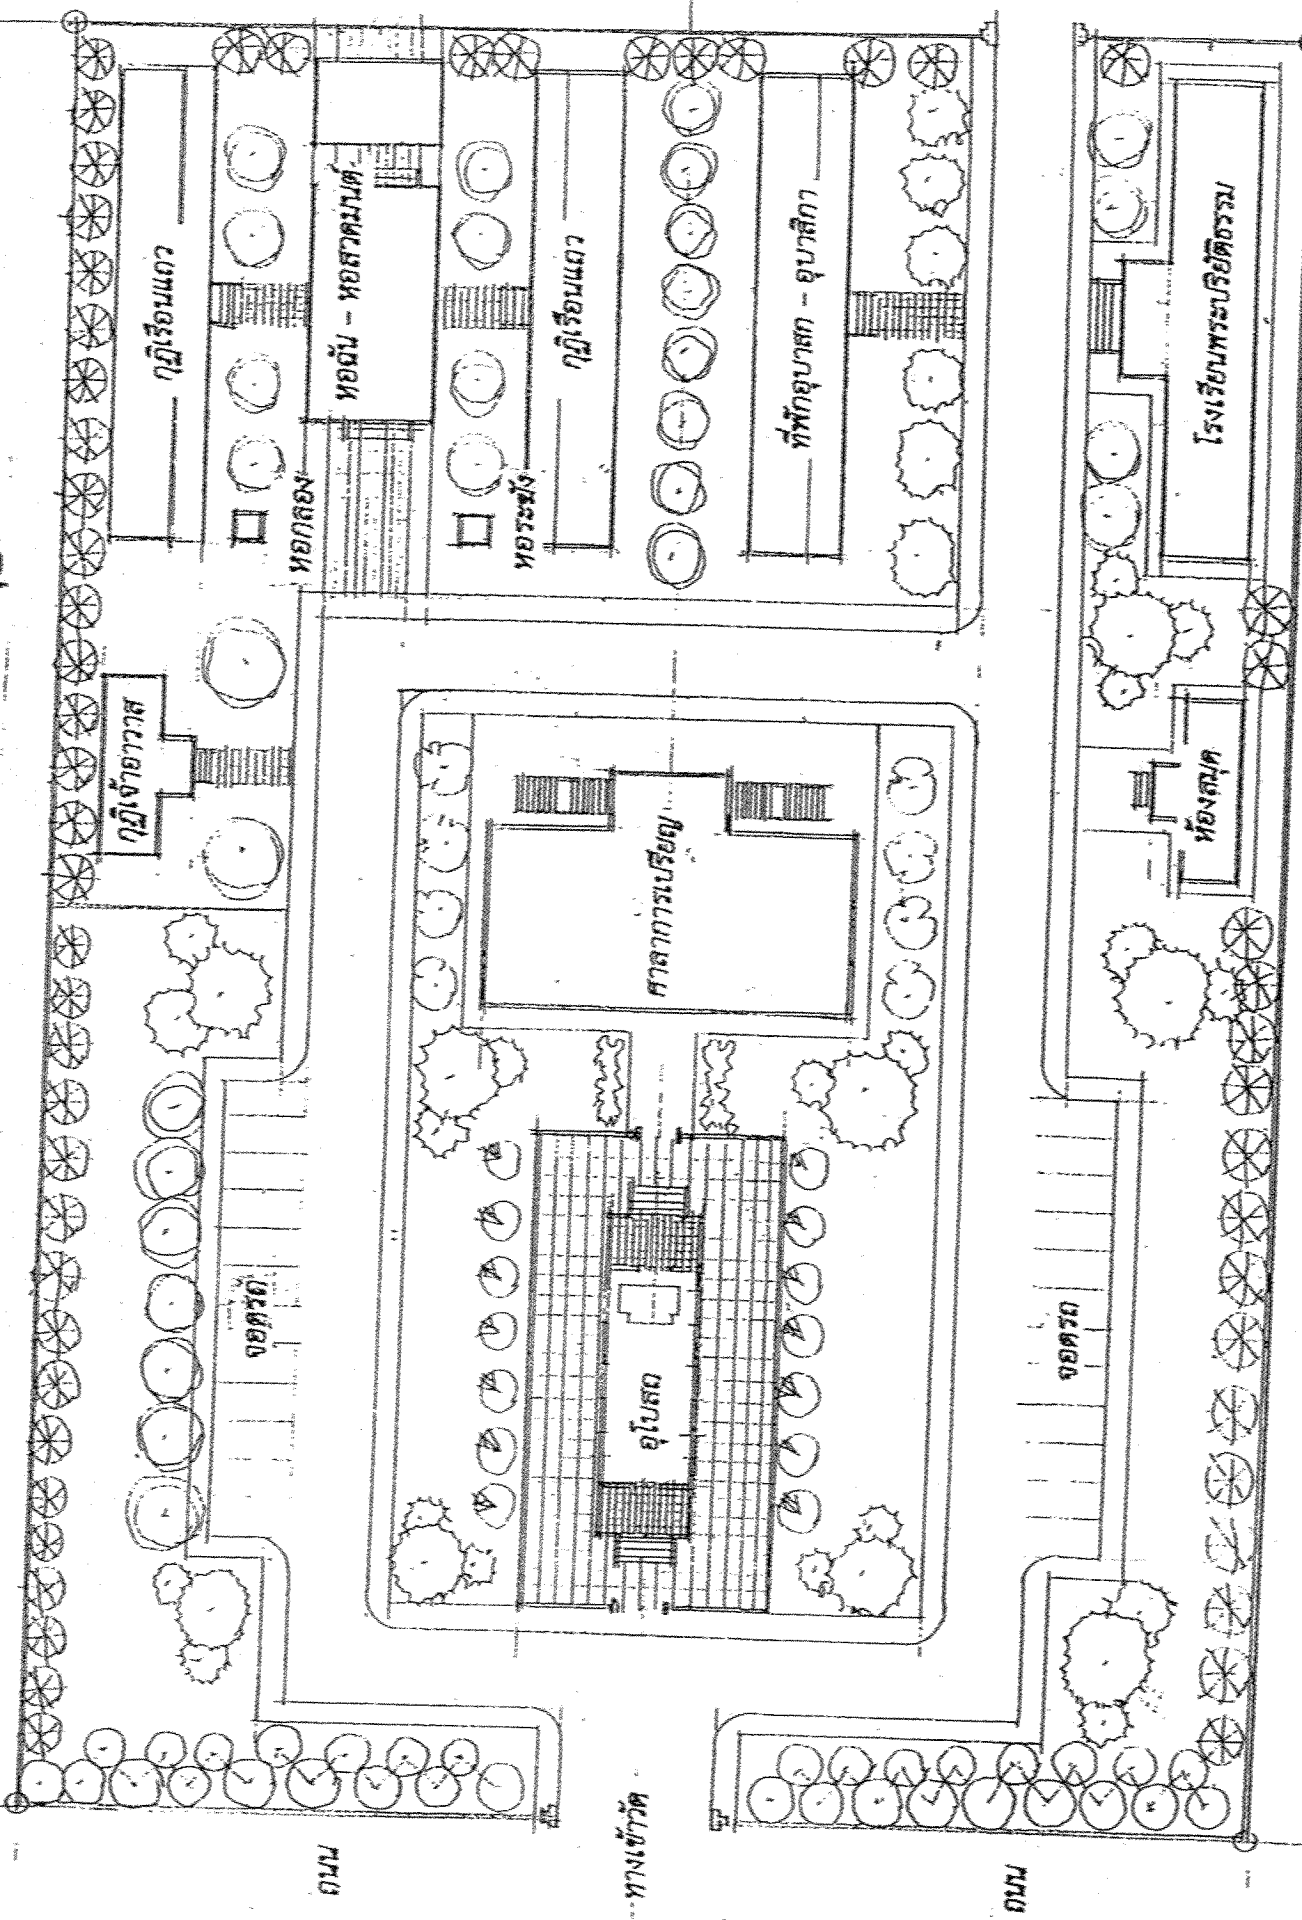 กุฏิเรือนแถว
หอฉัน - หอสวดมนต์
กุฏิเรือนแถว
ที่พักอุบาสก - อุบาสิกา
โรงเรียนพระปริยัติธรรม
หอกลอง
หอระฆัง
กุฏิเจ้าอาวาส
ศาลาการเปรียญ
ห้องสมุด
จอดรถ
อุโบสถ
จอดรถ
ถนน
ทางเข้าวัด
ถนน